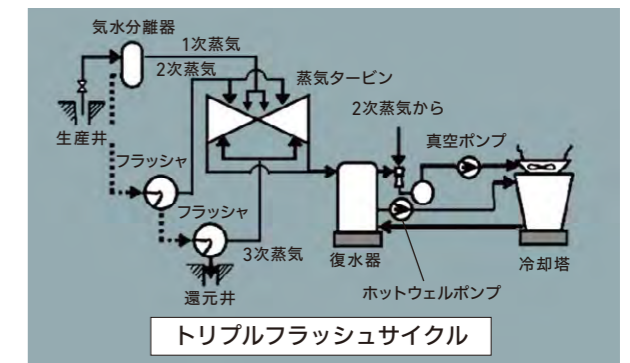 気水分離器
1次蒸気
2次蒸気
蒸気タービン
2次蒸気から
真空ポンプ
生産井
フラッシャ
フラッシャ
3次蒸気
復水器
冷却塔
還元井
ホットウェルポンプ
トリプルフラッシュサイクル